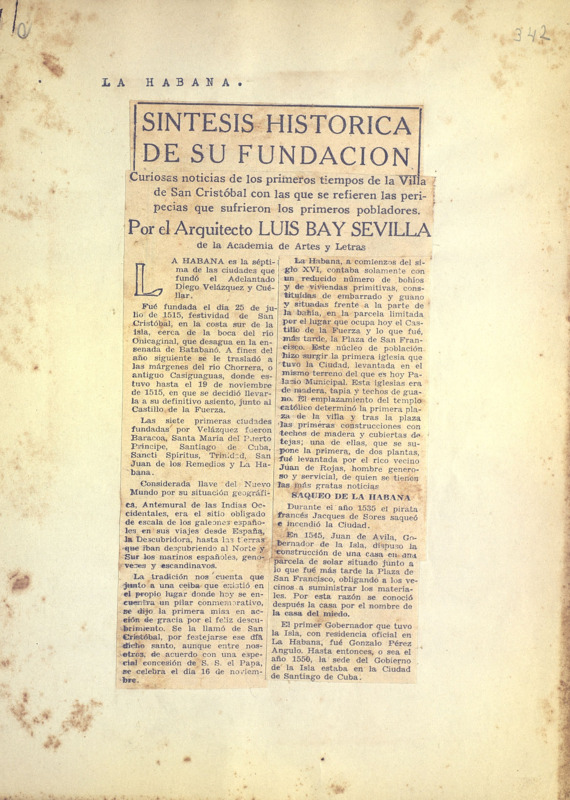 342
LA HABANA.
SINTESIS HISTORICA
DE SU FUNDACION
Curiosas noticias de los primeros tiempos de la Villa
de San Cristóbal con las que se refieren las peri-
pecias que sufrieron los primeros pobladores.
Por el Arquitecto LUIS BAY SEVILLA
de la Academia de Artes y Letras
LA HABANA es la sépti-
ma de las ciudades que
fundó el Adelantado
Diego Velázquez y Cué-
llar.
Fué fundada el día 25 de ju-
lio de 1515, festividad de San
Cristóbal, en la costa sur de la
isla, cerca de la boca del río
Onicaginal, que desagua en la en-
senada de Batabanó. A fines del
año siguiente se le trasladó a
las márgenes del río Chorrera, o
antiguo Casiguaguas, donde es-
tuvo hasta el 19 de noviembre
de 1515, en que se decidió llevar-
la a su definitivo asiento, junto al
Castillo de la Fuerza.
Las siete primeras ciudades
fundadas por Velázquez fueron
Baracoa, Santa María del Puerto
Príncipe, Santiago de Cuba,
Sancti Spíritus, Trinidad, San
Juan de los Remedios y La Ha-
bana.
Considerada llave del Nuevo
Mundo por su situación geográfi-
ca, Antemural de las Indias Oc-
cidentales, era el sitio obligado
de escala de los galeones españo-
les en sus viajes desde España,
la Descubridora, hasta las tierras
que iban descubriendo al Norte y
Sur los marinos españoles, geno-
veses y escandinavos.
La tradición nos cuenta que
junto a una ceiba que existió en
el propio lugar donde hoy se en-
cuentra un pilar conmemorativo,
se dijo la primera misa en ac-
ción de gracia por el feliz descu-
brimiento. Se la llamó de San
Cristóbal, por festejarse ese día
dicho santo, aunque entre nos-
otros, de acuerdo con una espe-
cial concesión de S. S. el Papa,
se celebra el día 16 de noviem-
bre.
La Habana, a comienzos del si-
glo XVI, contaba solamente con
un reducido número de bohíos
y de viviendas primitivas, cons-
tituídas de embarrado y guano
y situadas frente a la parte de
la bahía, en la parcela limitada
por el lugar que ocupa hoy el Cas-
tillo de la Fuerza y lo que fué,
más tarde, la Plaza de San Fran-
cisco. Este núcleo de población
hizo surgir la primera iglesia que
tuvo la Ciudad, levantada en el
mismo terreno del que es hoy Pa-
lacio Municipal. Esta iglesias era
de madera, tapia y techos de gua-
no. El emplazamiento del templo
católico determinó la primera pla-
za de la villa y tras la plaza
las primeras construcciones con
techos de madera y cubiertas de
tejas; una de ellas, que se su-
pone la primera, de dos plantas,
fué levantada por el rico vecino
Juan de Rojas, hombre genero-
so y servicial, de quien se tienen
las más gratas noticias
SAQUEO DE LA HABANA
Durante el año 1535 el pirata
francés Jacques de Sores saqueó
e incendió la Ciudad.
En 1545, Juan de Avila, Go-
bernador de la Isla, dispuso la
construcción de una casa en una
parcela de solar situado junto a
lo que fué más tarde la Plaza de
San Francisco, obligando a los ve-
cinos a suministrar los materia-
les. Por esta razón se conoció
después la casa por el nombre de
la casa del miedo.
El primer Gobernador que tuvo
la Isla, con residencia oficial en
La Habana, fué Gonzalo Pérez
Angulo. Hasta entonces, o sea el
año 1550, la sede del Gobierno
de la Isla estaba en la Ciudad
de Santiago de Cuba.